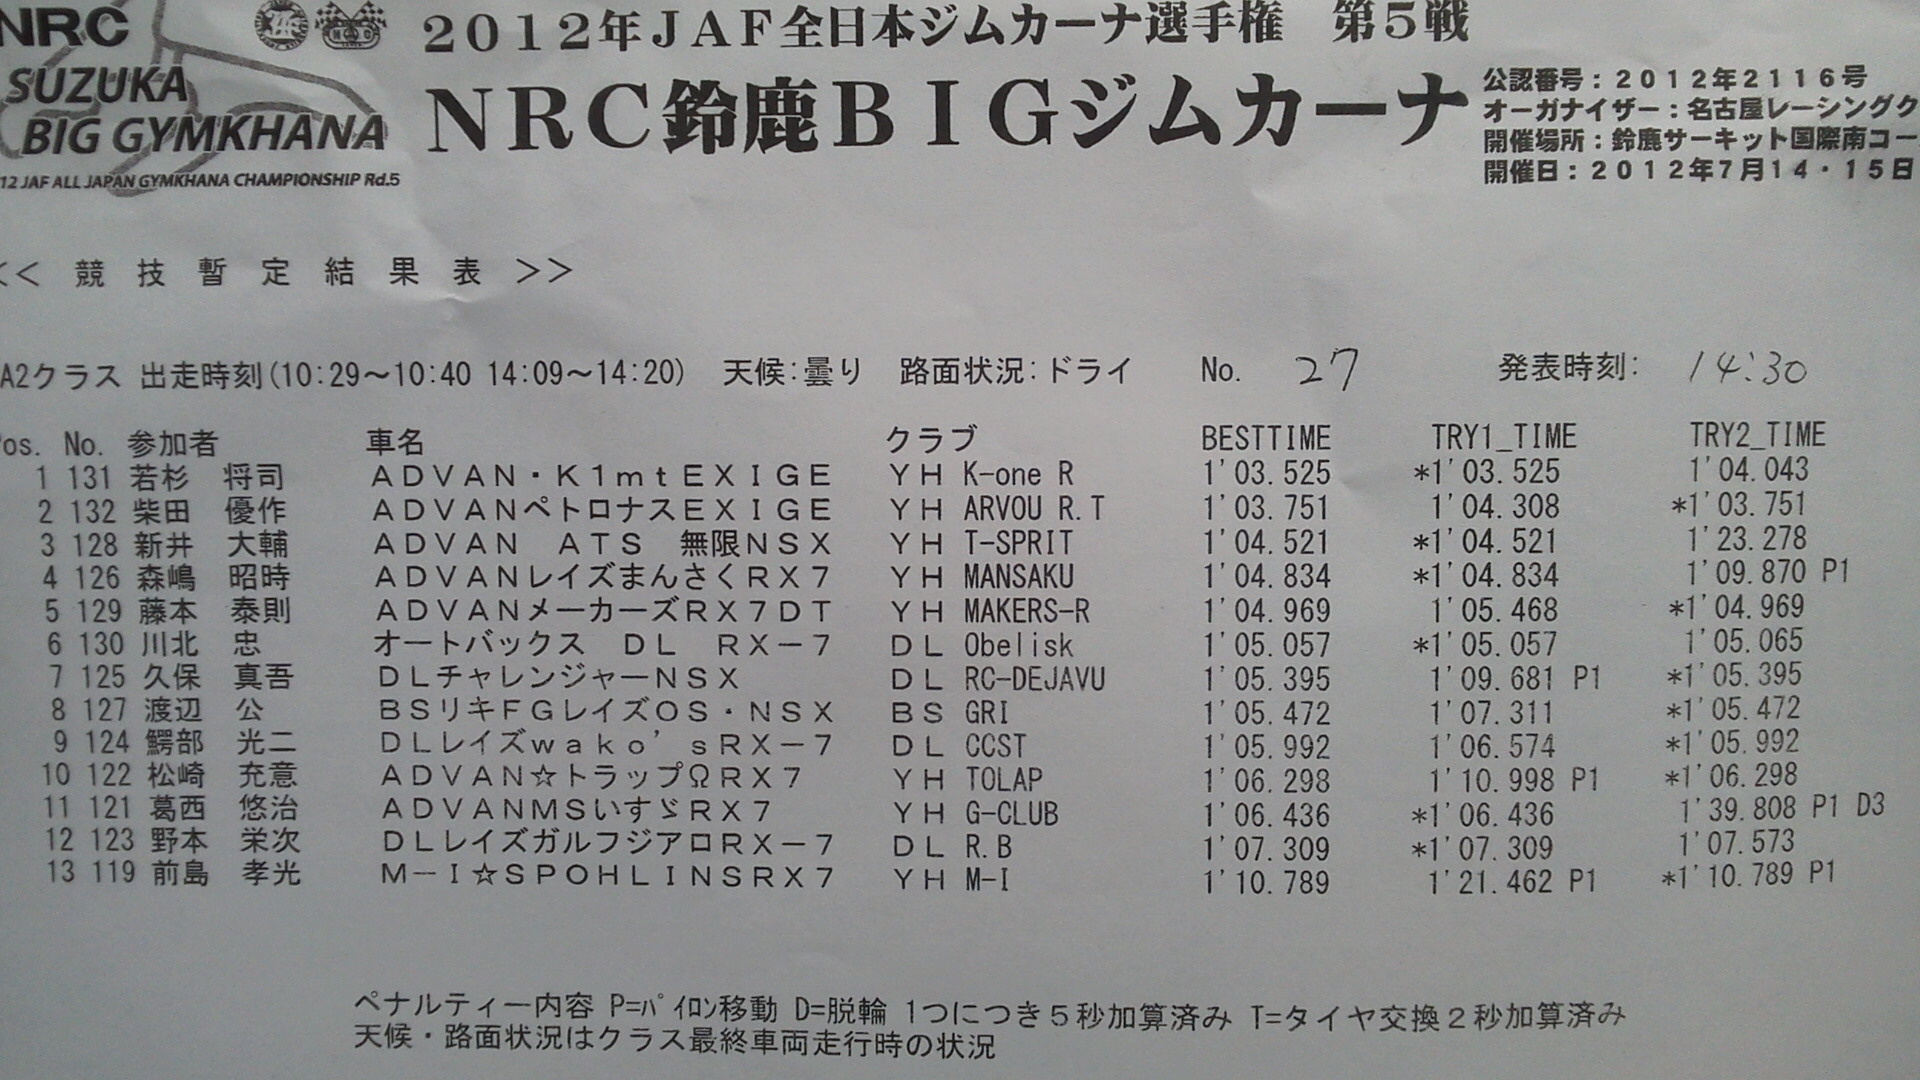 NRC
SUZUKA
BIG GYMKHANA
12 JAF ALL JAPAN GYMKHANA CHAMPIONSHIP Rd.5
2012年JAF全日本ジムカーナ選手権 第5戦
NRC鈴鹿BIGジムカーナ
公認番号:2012年2116号
オーガナイザー:名古屋レーシングク
開催場所:鈴鹿サーキット国際南コー
開催日:2012年7月14・15日
<< 競技暫定結果表 >>
A2クラス 出走時刻(10:29～10:40 14:09～14:20) 天候:曇り 路面状況:ドライ No. 27 発表時刻: 14:30
os. No. 参加者 車名 クラブ BESTTIME TRY1_TIME TRY2_TIME
1 131 若杉 将司 ADVAN・K1mtEXIGE YH K-one R 1'03.525 *1'03.525 1'04.043
2 132 柴田 優作 ADVANペトロナスEXIGE YH ARVOU R.T 1'03.751 1'04.308 *1'03.751
3 128 新井 大輔 ADVAN ATS 無限NSX YH T-SPRIT 1'04.521 *1'04.521 1'23.278
4 126 森嶋 昭時 ADVANレイズまんさくRX7 YH MANSAKU 1'04.834 *1'04.834 1'09.870 P1
5 129 藤本 泰則 ADVANメーカーズRX7DT YH MAKERS-R 1'04.969 1'05.468 *1'04.969
6 130 川北 忠 オートバックス DL RX-7 DL Obelisk 1'05.057 *1'05.057 1'05.065
7 125 久保 真吾 DLチャレンジャーNSX DL RC-DEJAVU 1'05.395 1'09.681 P1 *1'05.395
8 127 渡辺 公 BSリキFGレイズOS・NSX BS GRI 1'05.472 1'07.311 *1'05.472
9 124 鰐部 光二 DLレイズwako'sRX-7 DL CCST 1'05.992 1'06.574 *1'05.992
10 122 松崎 充意 ADVAN☆トラップΩRX7 YH TOLAP 1'06.298 1'10.998 P1 *1'06.298
11 121 葛西 悠治 ADVANMSいすゞRX7 YH G-CLUB 1'06.436 *1'06.436 1'39.808 P1 D3
12 123 野本 栄次 DLレイズガルフジアロRX-7 DL R.B 1'07.309 *1'07.309 1'07.573
13 119 前島 孝光 M-I☆SPOHLINSRX7 YH M-I 1'10.789 1'21.462 P1 *1'10.789 P1
ペナルティー内容 P=ﾊﾟｲﾛﾝ移動 D=脱輪 1つにつき5秒加算済み T=タイヤ交換2秒加算済み
天候・路面状況はクラス最終車両走行時の状況